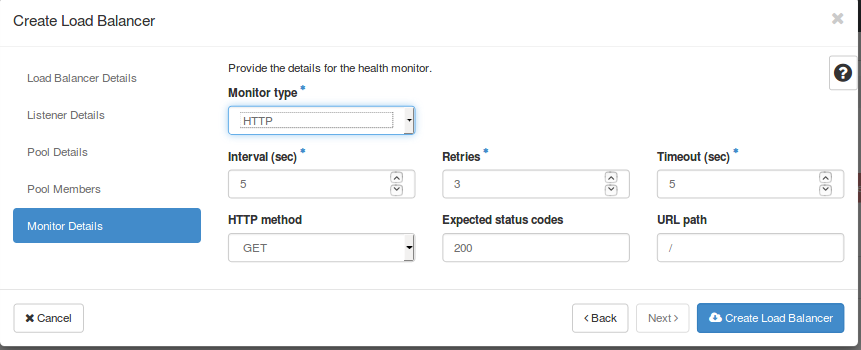 Create Load Balancer
Load Balancer Details
Listener Details
Pool Details
Pool Members
Monitor Details
Provide the details for the health monitor.
Monitor type *
HTTP
Interval (sec) * Retries * Timeout (sec) *
5 3 5
HTTP method Expected status codes URL path
GET 200 /
Cancel Back Next Create Load Balancer